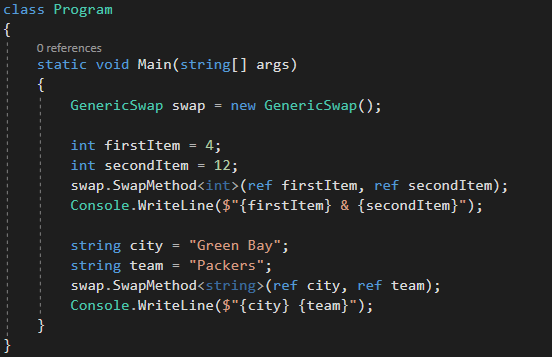 class Program
{
0 references
static void Main(string[] args)
{
GenericSwap swap = new GenericSwap();
int firstItem = 4;
int secondItem = 12;
swap.SwapMethod<int>(ref firstItem, ref secondItem);
Console.WriteLine($"{firstItem} & {secondItem}");
string city = "Green Bay";
string team = "Packers";
swap.SwapMethod<string>(ref city, ref team);
Console.WriteLine($"{city} {team}");
}
}